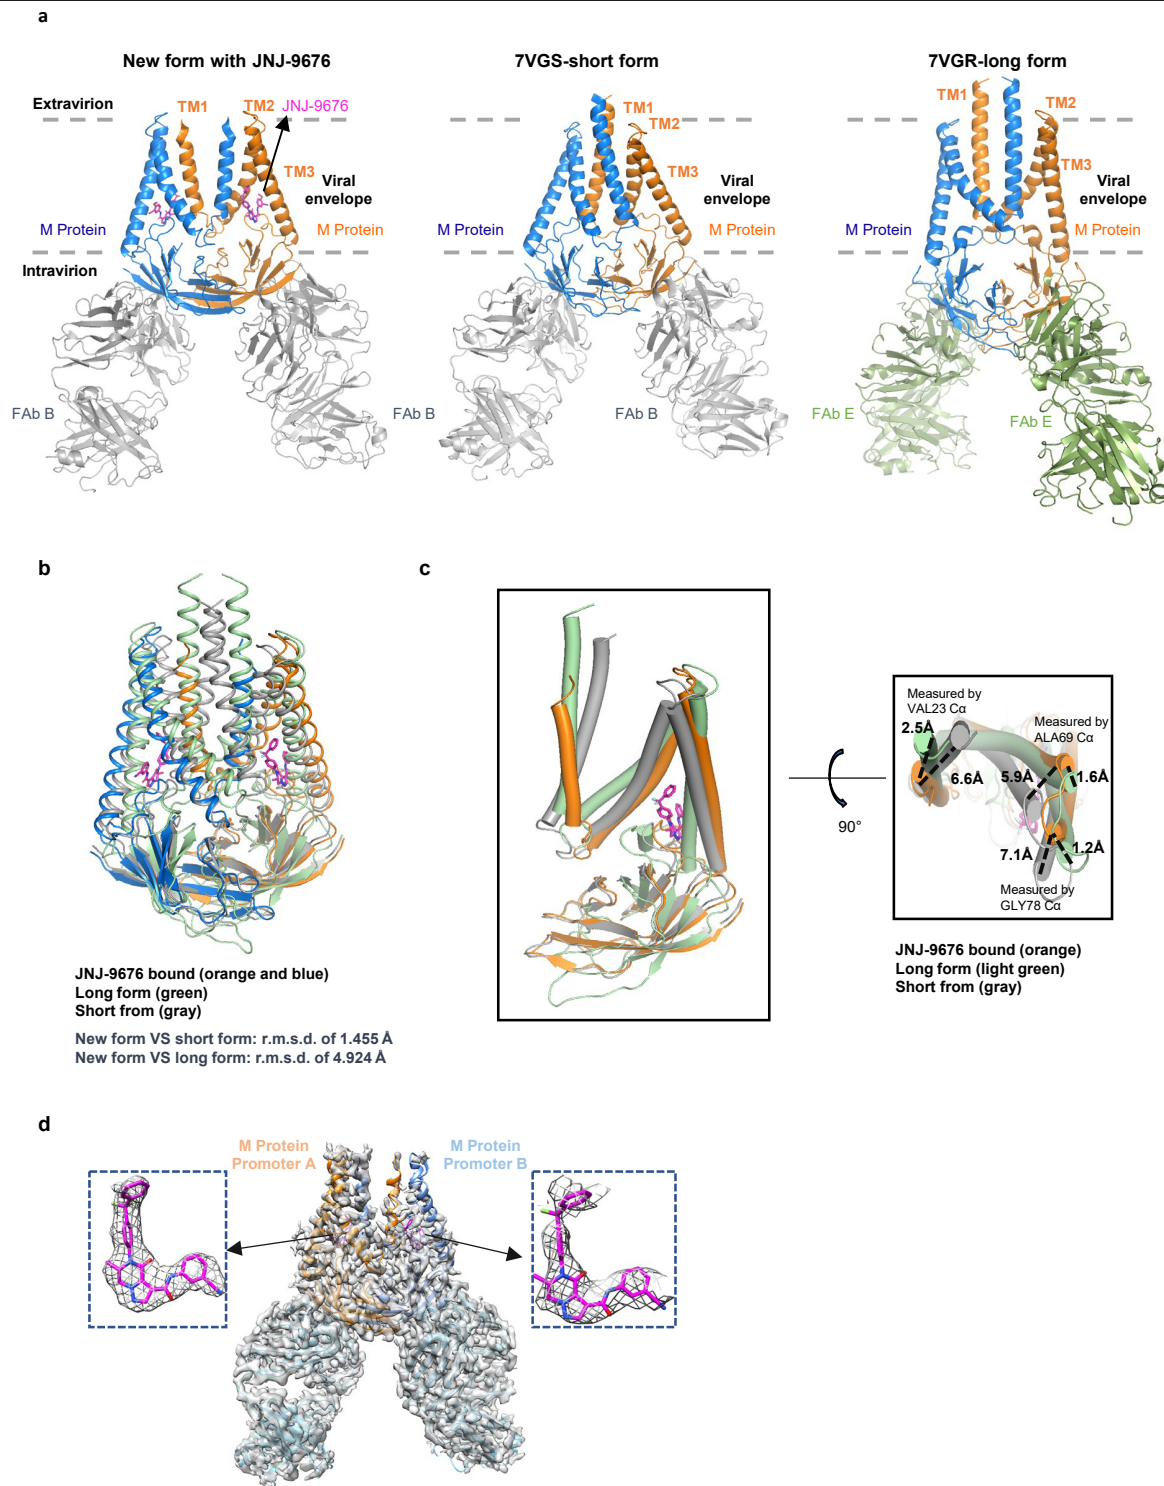 a
New form with JNJ-9676
7VGS-short form
7VGR-long form
Extravirion
TM1
TM2
JNJ-9676
TM3
Viral
envelope
M Protein
M Protein
Intravirion
FAb B
TM1
TM2
TM3
Viral
envelope
M Protein
M Protein
FAb B
FAb B
TM1
TM2
TM3
Viral
envelope
M Protein
M Protein
FAb E
FAb E
b
JNJ-9676 bound (orange and blue)
Long form (green)
Short from (gray)
New form VS short form: r.m.s.d. of 1.455 Å
New form VS long form: r.m.s.d. of 4.924 Å
c
90°
Measured by
VAL23 Cα
2.5Å
Measured by
ALA69 Cα
6.6Å
5.9Å
1.6Å
7.1Å
1.2Å
Measured by
GLY78 Cα
JNJ-9676 bound (orange)
Long form (light green)
Short from (gray)
d
M Protein
Promoter A
M Protein
Promoter B